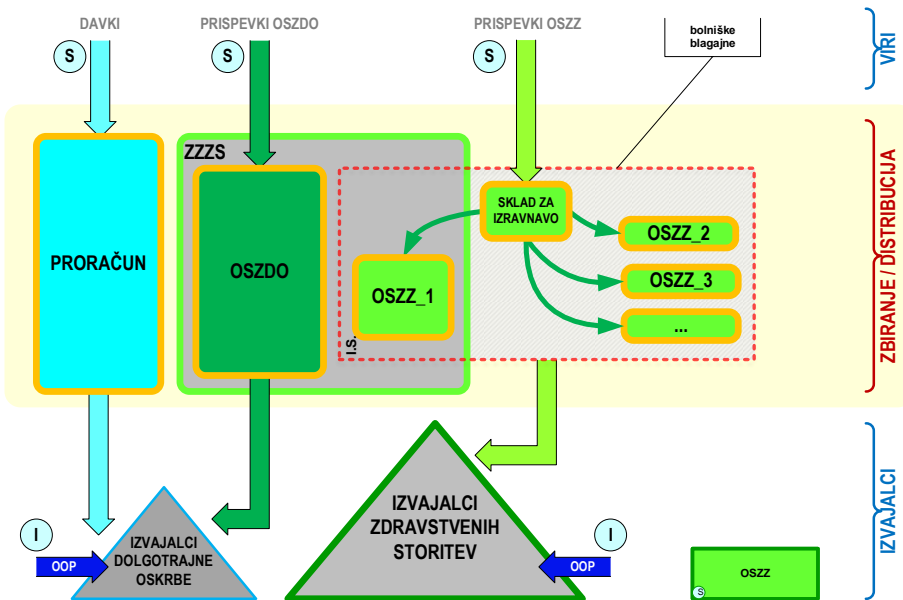 DAVKI
PRISPEVKI OSZDO
PRISPEVKI OSZZ
bolniške
blagajne
S
S
S
VIRI
ZZZS
PRORAČUN
OSZDO
SKLAD ZA
IZRAVNAVO
OSZZ_1
OSZZ_2
OSZZ_3
...
I.S.
ZBIRANJE / DISTRIBUCIJA
I
OOP
IZVAJALCI
DOLGOTRAJNE
OSKRBE
IZVAJALCI
ZDRAVSTVENIH
STORITEV
I
OOP
OSZZ
S
IZVAJALCI